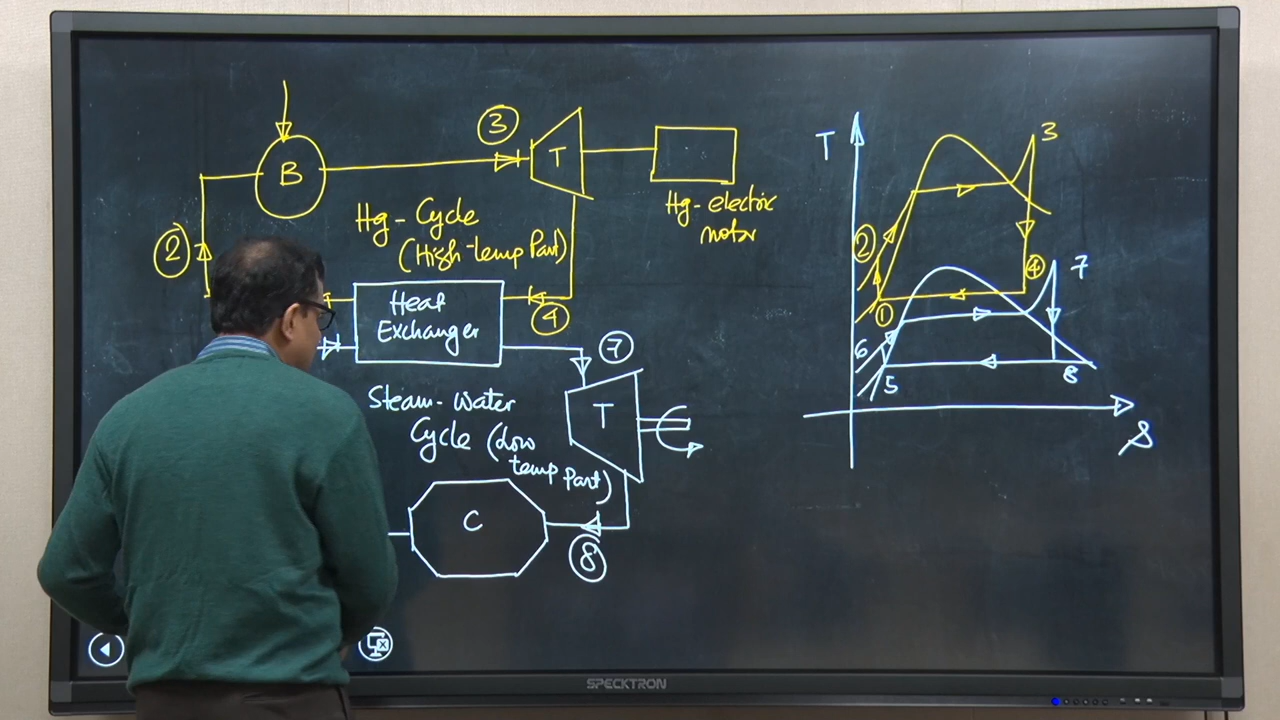 B
③
T
Hg-electric
motor
②
Hg - Cycle
(High-temp Part)
Heat
Exchanger
④
⑦
Steam-water
Cycle (Low
temp Part)
T
C
⑧
T
3
②
④
7
①
6
5
8
S
SPECKTRON